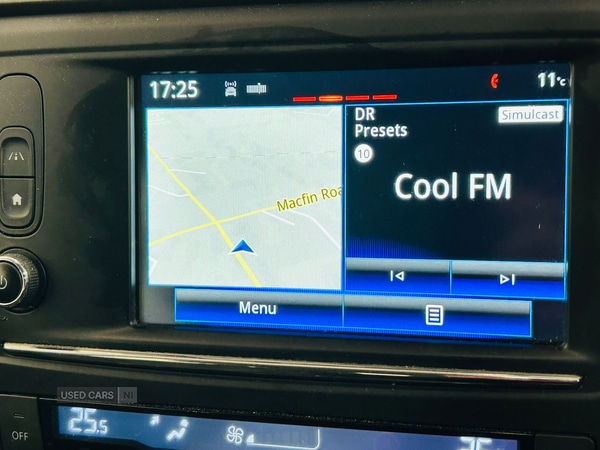 17:25
11°c
DR
Presets
Simulcast
10
Cool FM
Macfin Roa
Menu
USED CARS NI
25.5
OFF